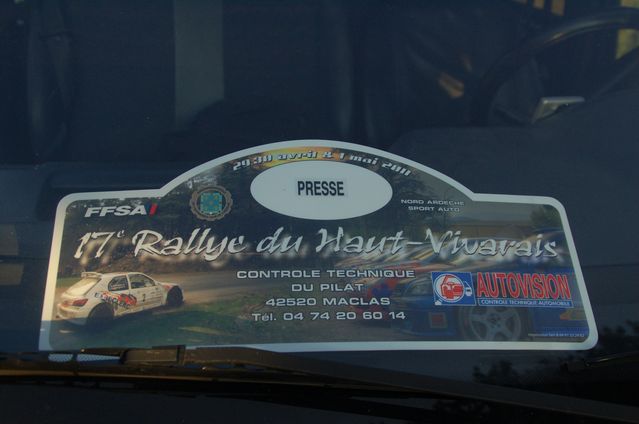 29.30 avril & 1 mai 2011
PRESSE
FFSA
NORD ARDECHE
SPORT AUTO
17e Rallye du Haut-Vivarais
CONTROLE TECHNIQUE
DU PILAT
42520 MACLAS
Tél. 04 74 20 60 14
AUTOVISION
CONTROLE TECHNIQUE AUTOMOBILE